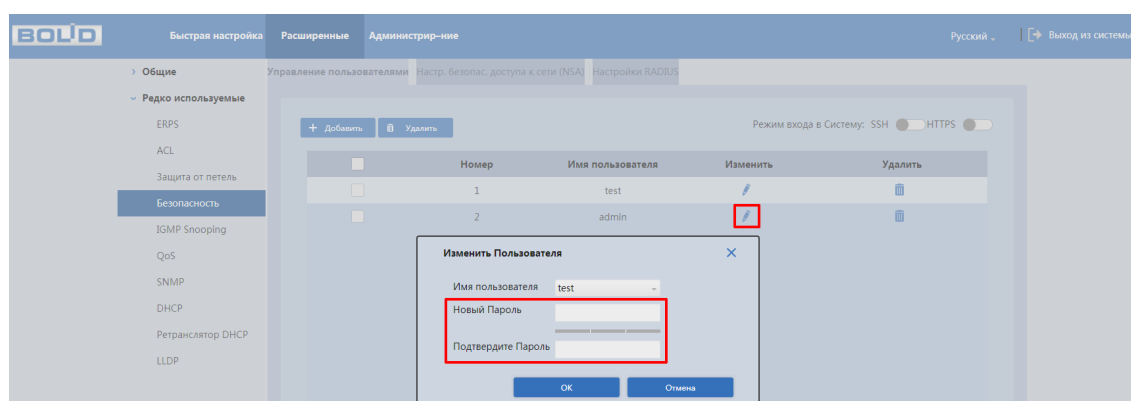 BOLID Быстрая настройка Расширенные Администрир-ние Русский Выход из системы
Общие
Управление пользователями Настр. безопас. доступа к сети (NSA) Настройки RADIUS
Редко используемые
ERPS
+ Добавить Удалить Режим входа в Систему: SSH HTTPS
ACL
Номер Имя пользователя Изменить Удалить
Защита от петель
1 test
Безопасность
2 admin
IGMP Snooping
QoS
SNMP
DHCP
Ретранслятор DHCP
LLDP
Изменить Пользователя
Имя пользователя test
Новый Пароль
Подтвердите Пароль
OK Отмена